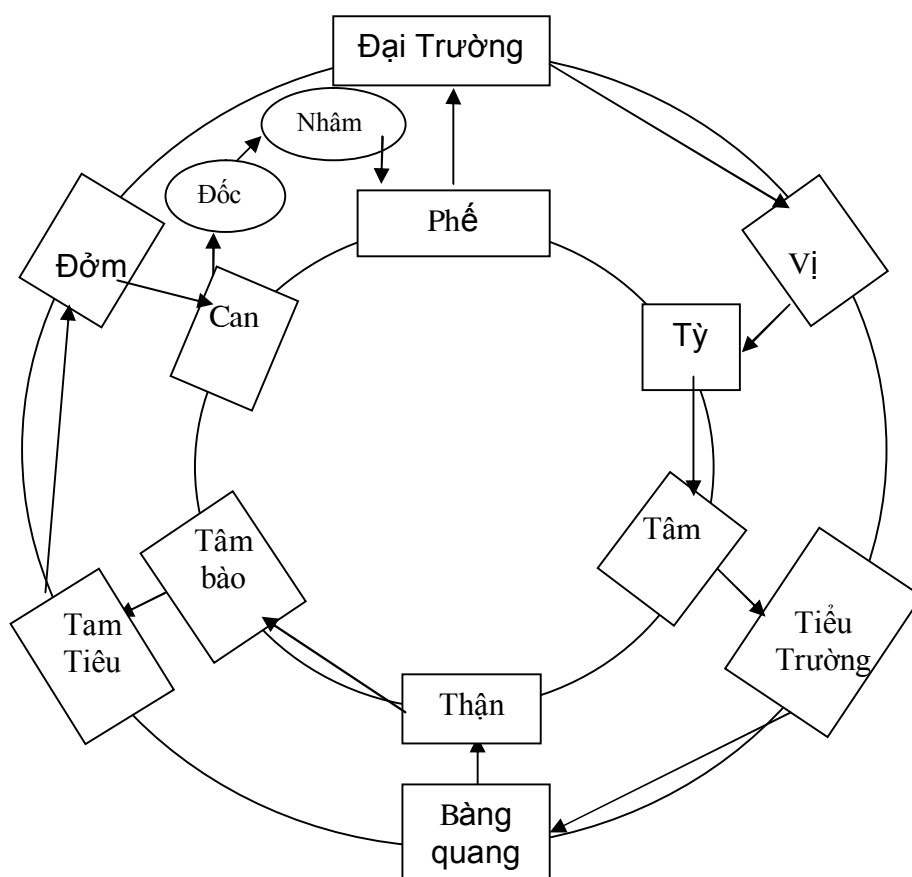 Đại Trường
Nhâm
Đốc
Phế
Đởm
Can
Vị
Tỳ
Tâm
Tâm
bào
Tam
Tiêu
Tiểu
Trường
Thận
Bàng
quang